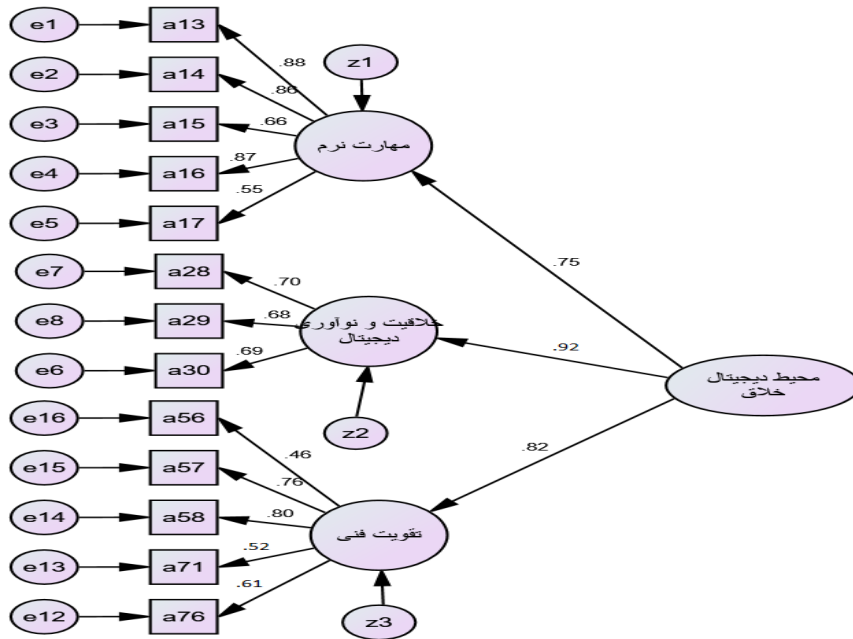 e1
a13
e2
a14
e3
a15
e4
a16
e5
a17
.88
.86
.66
.87
.55
z1
مهارت نرم
.75
e7
a28
e8
a29
e6
a30
.70
.68
.69
خلاقیت و نوآوری
دیجیتال
z2
.92
محیط دیجیتال
خلاق
.82
e16
a56
e15
a57
e14
a58
e13
a71
e12
a76
.46
.76
.80
.52
.61
تقویت فنی
z3